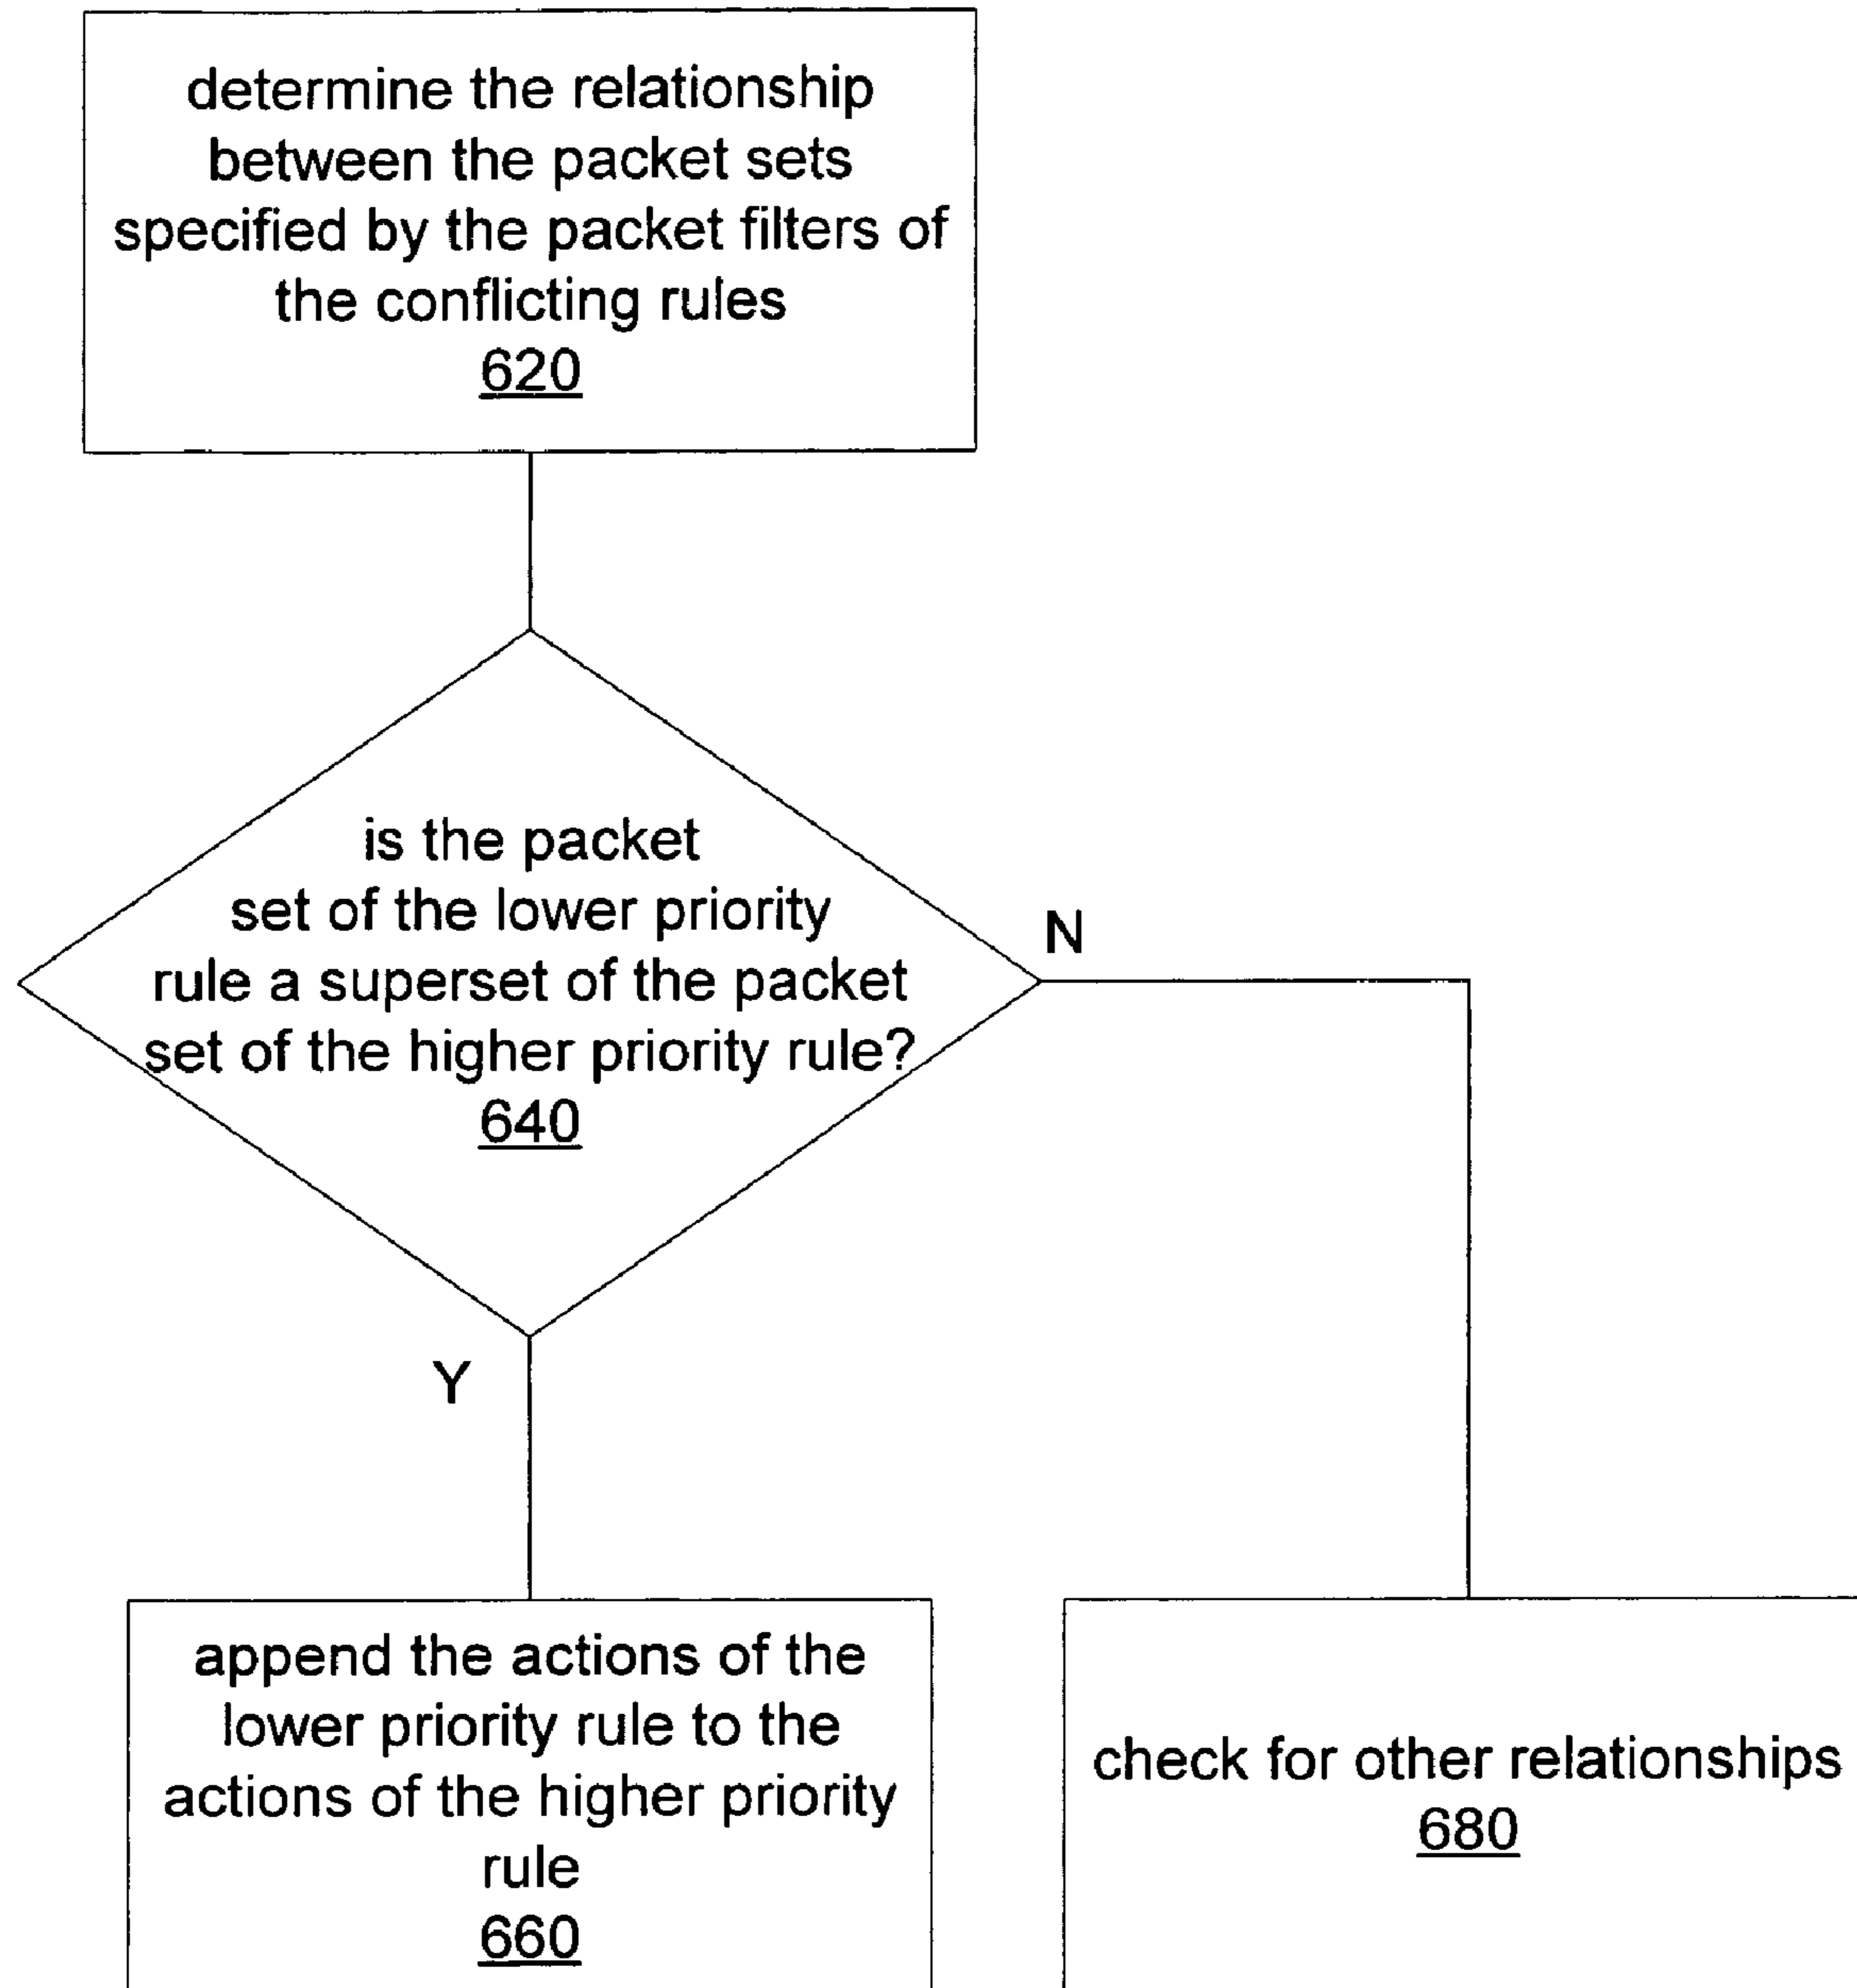 determine the relationship
between the packet sets
specified by the packet filters of
the conflicting rules
620
is the packet
set of the lower priority
rule a superset of the packet
set of the higher priority rule?
640
N
Y
append the actions of the
lower priority rule to the
actions of the higher priority
rule
660
check for other relationships
680